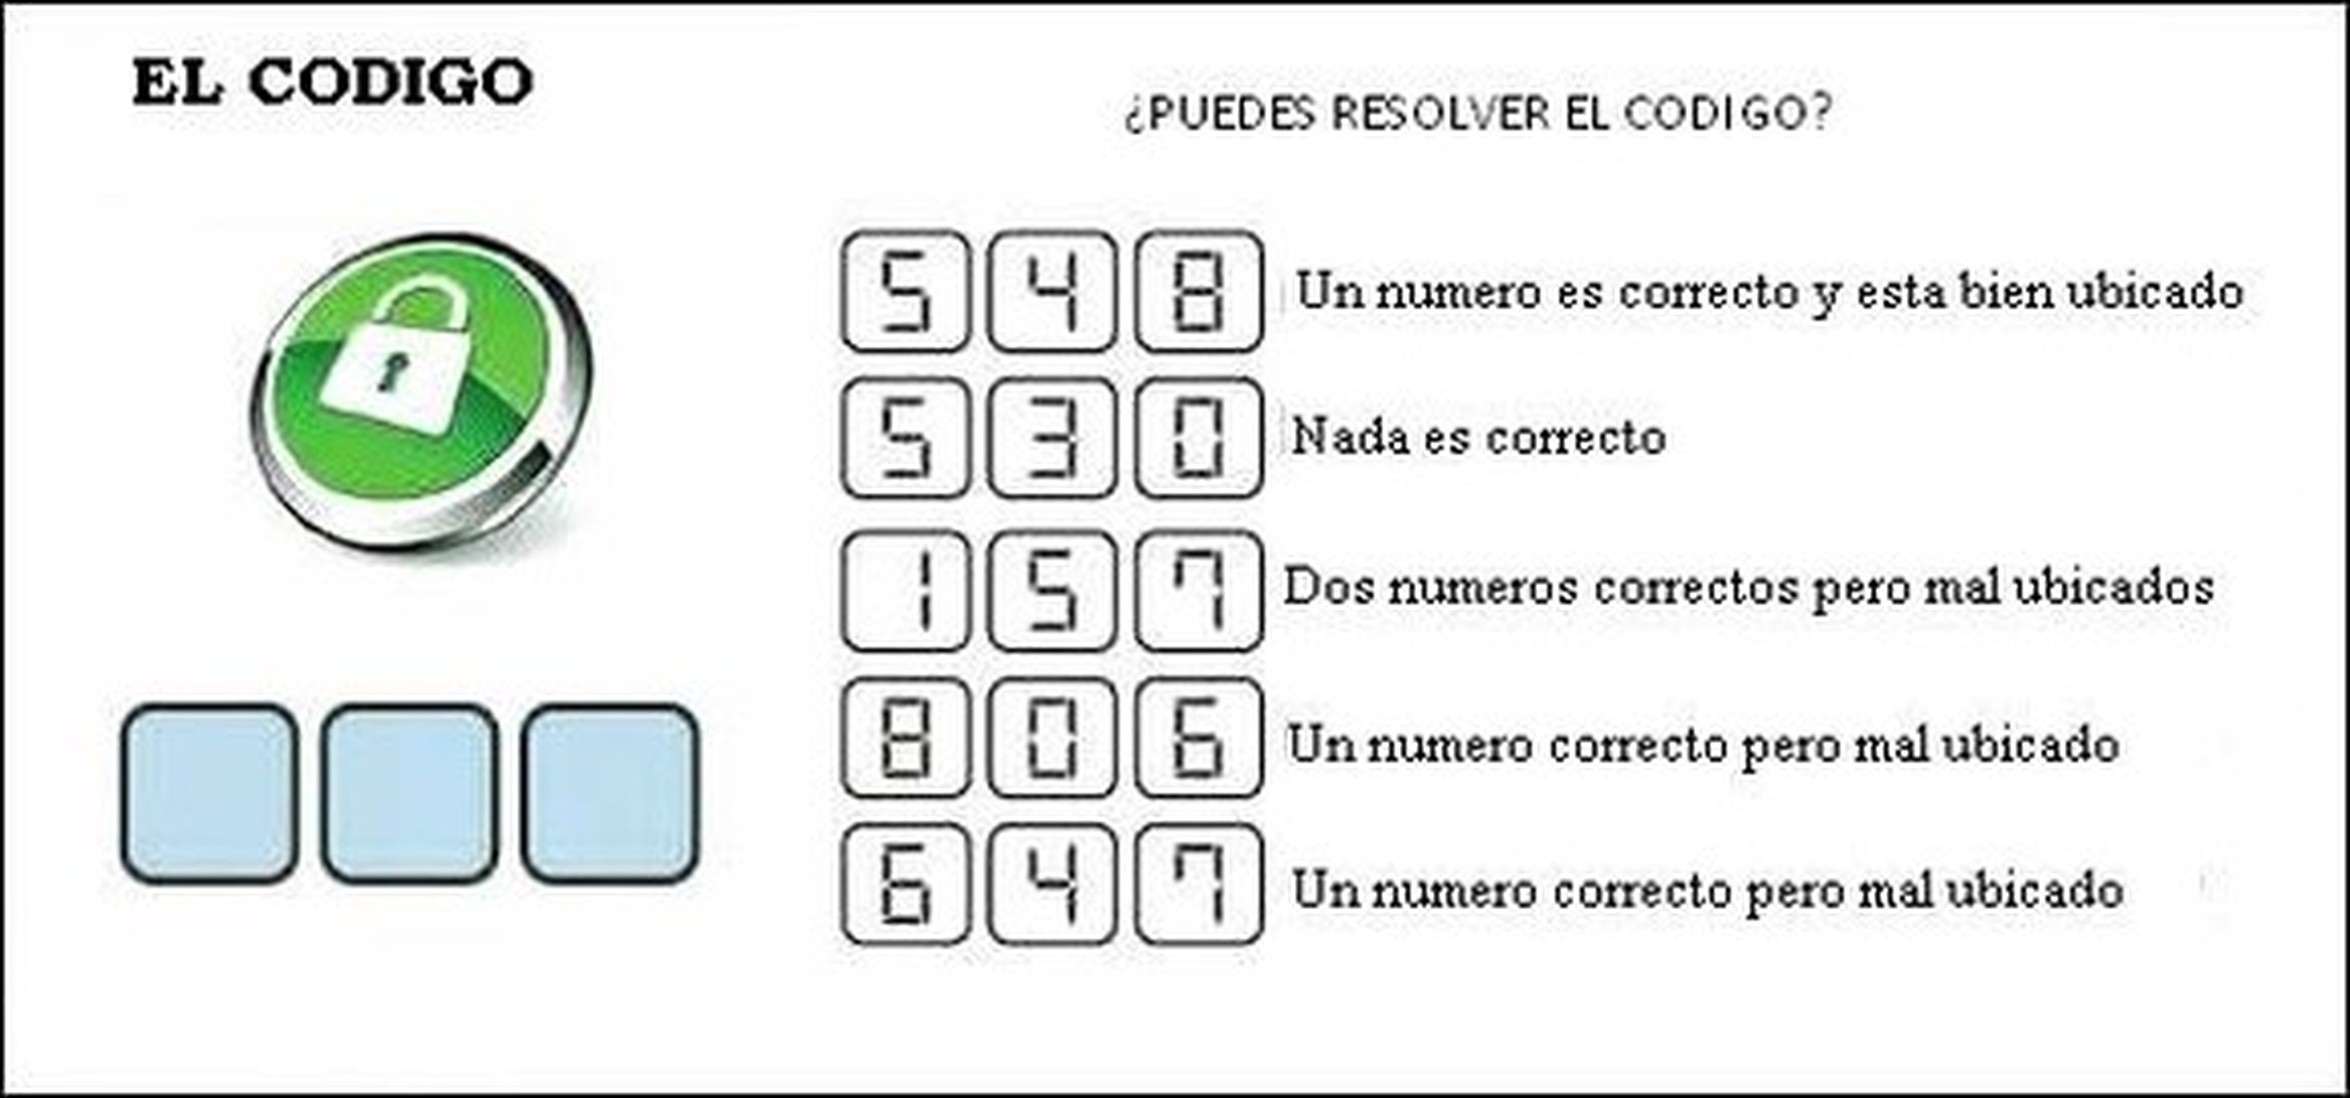 EL CODIGO
¿PUEDES RESOLVER EL CODIGO?
5 4 8 Un numero es correcto y esta bien ubicado
5 3 0 Nada es correcto
1 5 7 Dos numeros correctos pero mal ubicados
8 0 6 Un numero correcto pero mal ubicado
6 4 7 Un numero correcto pero mal ubicado